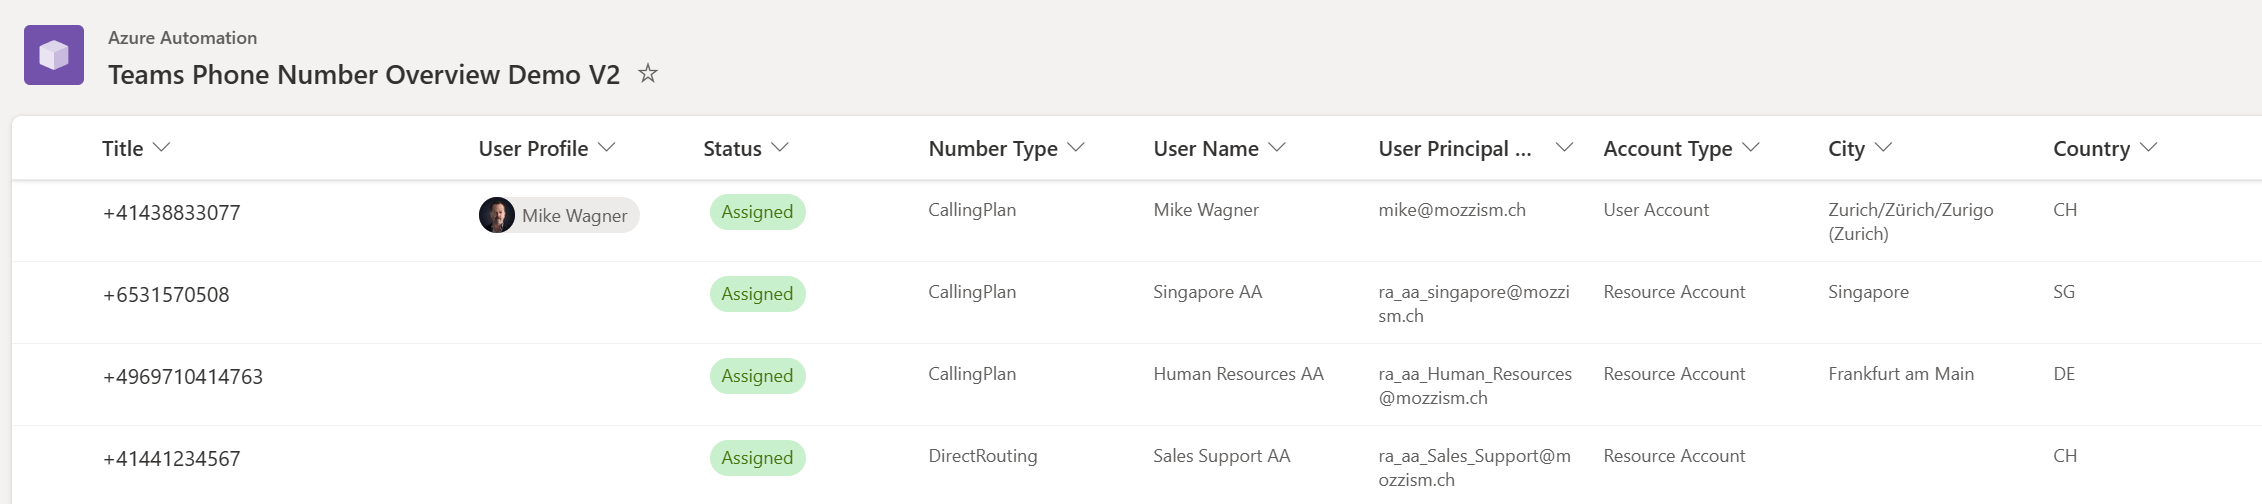 Azure Automation
Teams Phone Number Overview Demo V2
Title User Profile Status Number Type User Name User Principal ... Account Type City Country
+41438833077 Mike Wagner Assigned CallingPlan Mike Wagner mike@mozzism.ch User Account Zurich/Zürich/Zurigo CH
(Zurich)
+6531570508 Assigned CallingPlan Singapore AA ra_aa_singapore@mozzi Resource Account Singapore SG
sm.ch
+4969710414763 Assigned CallingPlan Human Resources AA ra_aa_Human_Resources Resource Account Frankfurt am Main DE
@mozzism.ch
+41441234567 Assigned DirectRouting Sales Support AA ra_aa_Sales_Support@m Resource Account CH
ozzism.ch